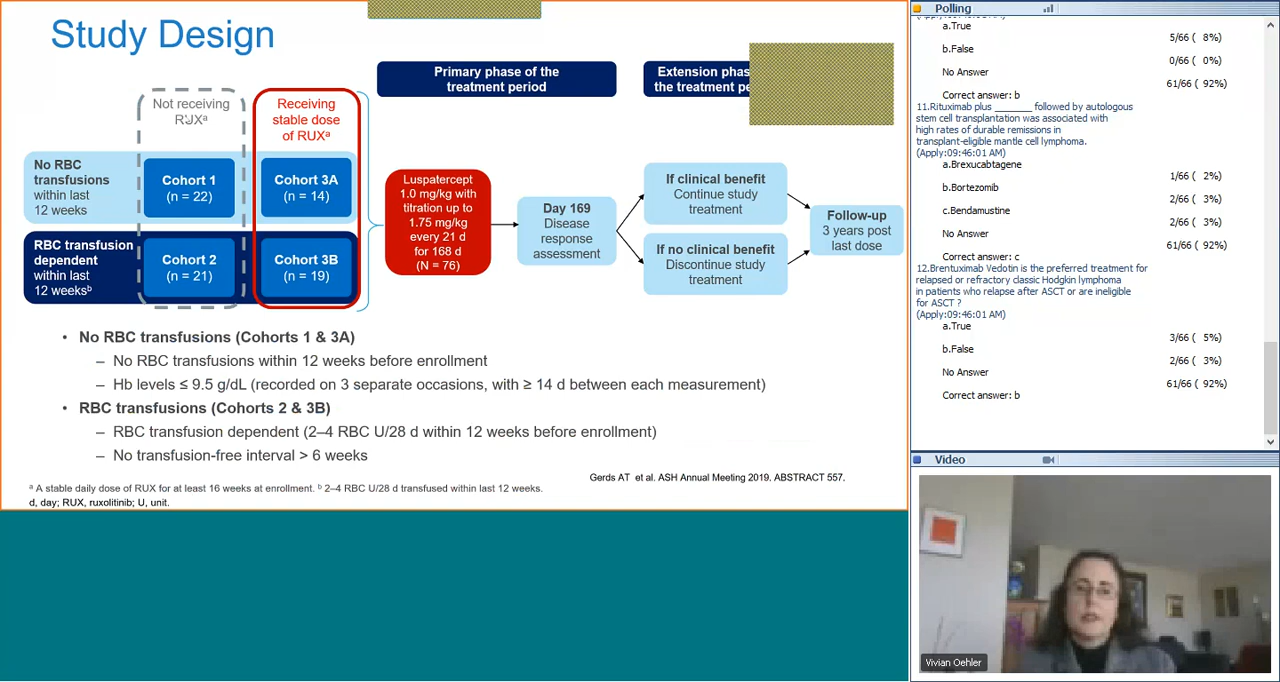 Study Design
Primary phase of the
treatment period
Extension phas
the treatment pe
Not receiving
RUXa
Receiving
stable dose
of RUXa
No RBC
transfusions
within last
12 weeks
Cohort 1
(n = 22)
Cohort 3A
(n = 14)
RBC transfusion
dependent
within last
12 weeksb
Cohort 2
(n = 21)
Cohort 3B
(n = 19)
Luspatercept
1.0 mg/kg with
titration up to
1.75 mg/kg
every 21 d
for 168 d
(N = 76)
Day 169
Disease
response
assessment
If clinical benefit
Continue study
treatment
If no clinical benefit
Discontinue study
treatment
Follow-up
3 years post
last dose
• No RBC transfusions (Cohorts 1 & 3A)
– No RBC transfusions within 12 weeks before enrollment
– Hb levels ≤ 9.5 g/dL (recorded on 3 separate occasions, with ≥ 14 d between each measurement)
• RBC transfusions (Cohorts 2 & 3B)
– RBC transfusion dependent (2–4 RBC U/28 d within 12 weeks before enrollment)
– No transfusion-free interval > 6 weeks
Gerds AT et al. ASH Annual Meeting 2019. ABSTRACT 557.
a A stable daily dose of RUX for at least 16 weeks at enrollment. b 2–4 RBC U/28 d transfused within last 12 weeks.
d, day; RUX, ruxolitinib; U, unit.
Polling
a.True
5/66 ( 8%)
b.False
0/66 ( 0%)
No Answer
61/66 ( 92%)
Correct answer: b
11.Rituximab plus _______ followed by autologous
stem cell transplantation was associated with
high rates of durable remissions in
transplant-eligible mantle cell lymphoma.
(Apply:09:46:01 AM)
a.Brexucabtagene
1/66 ( 2%)
b.Bortezomib
2/66 ( 3%)
c.Bendamustine
2/66 ( 3%)
No Answer
61/66 ( 92%)
Correct answer: c
12.Brentuximab Vedotin is the preferred treatment for
relapsed or refractory classic Hodgkin lymphoma
in patients who relapse after ASCT or are ineligible
for ASCT ?
(Apply:09:46:01 AM)
a.True
3/66 ( 5%)
b.False
2/66 ( 3%)
No Answer
61/66 ( 92%)
Correct answer: b
Video
Vivian Oehler